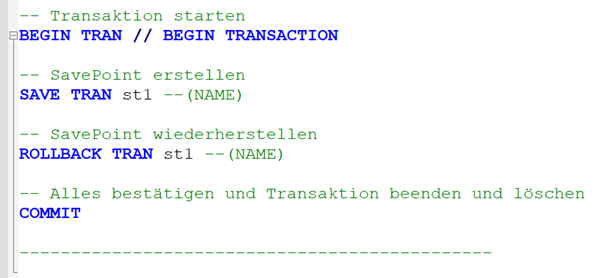 -- Transaktion starten
BEGIN TRAN // BEGIN TRANSACTION
-- SavePoint erstellen
SAVE TRAN st1 --(NAME)
-- SavePoint wiederherstellen
ROLLBACK TRAN st1 --(NAME)
-- Alles bestätigen und Transaktion beenden und löschen
COMMIT
----------------------------------------------